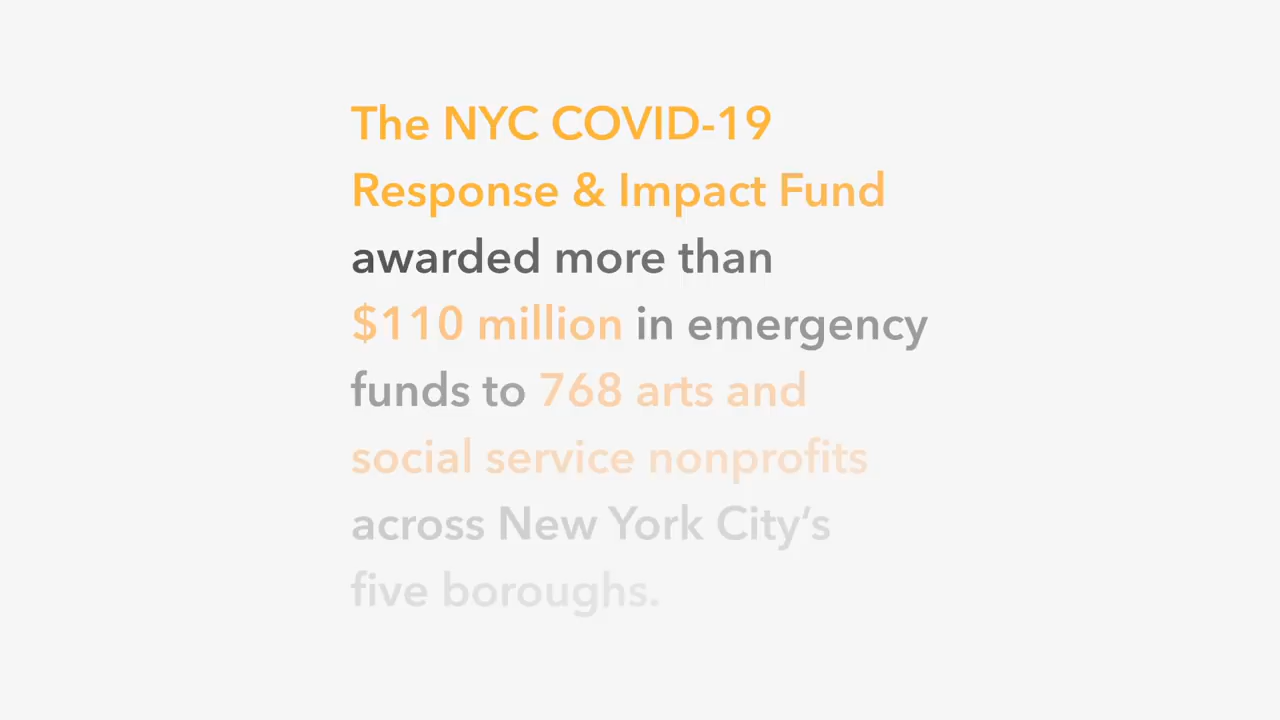 The NYC COVID-19
Response & Impact Fund
awarded more than
$110 million in emergency
funds to 768 arts and
social service nonprofits
across New York City‘s
five boroughs.